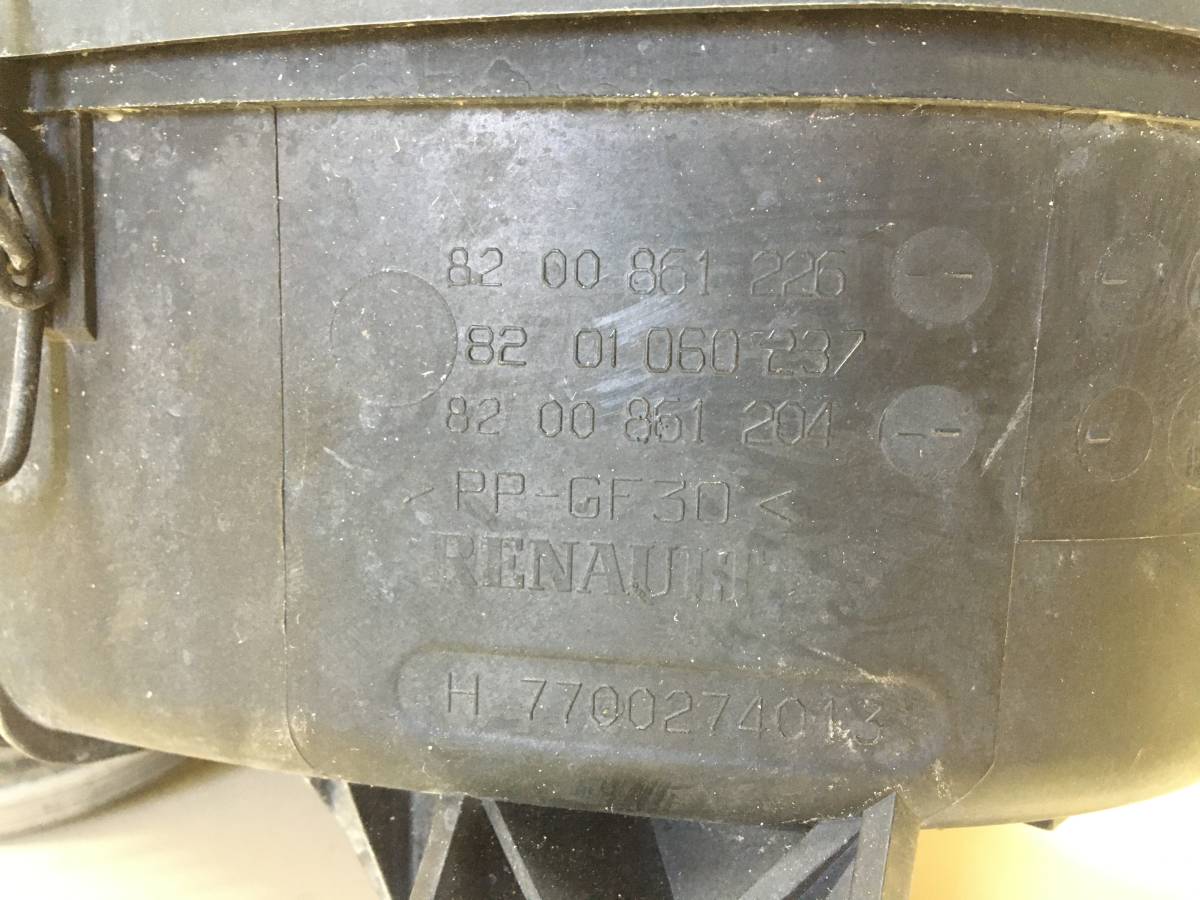 82 00 861 226
82 01 060 237
82 00 861 204
< PP-GF30 <
RENAULT
H 7700274013